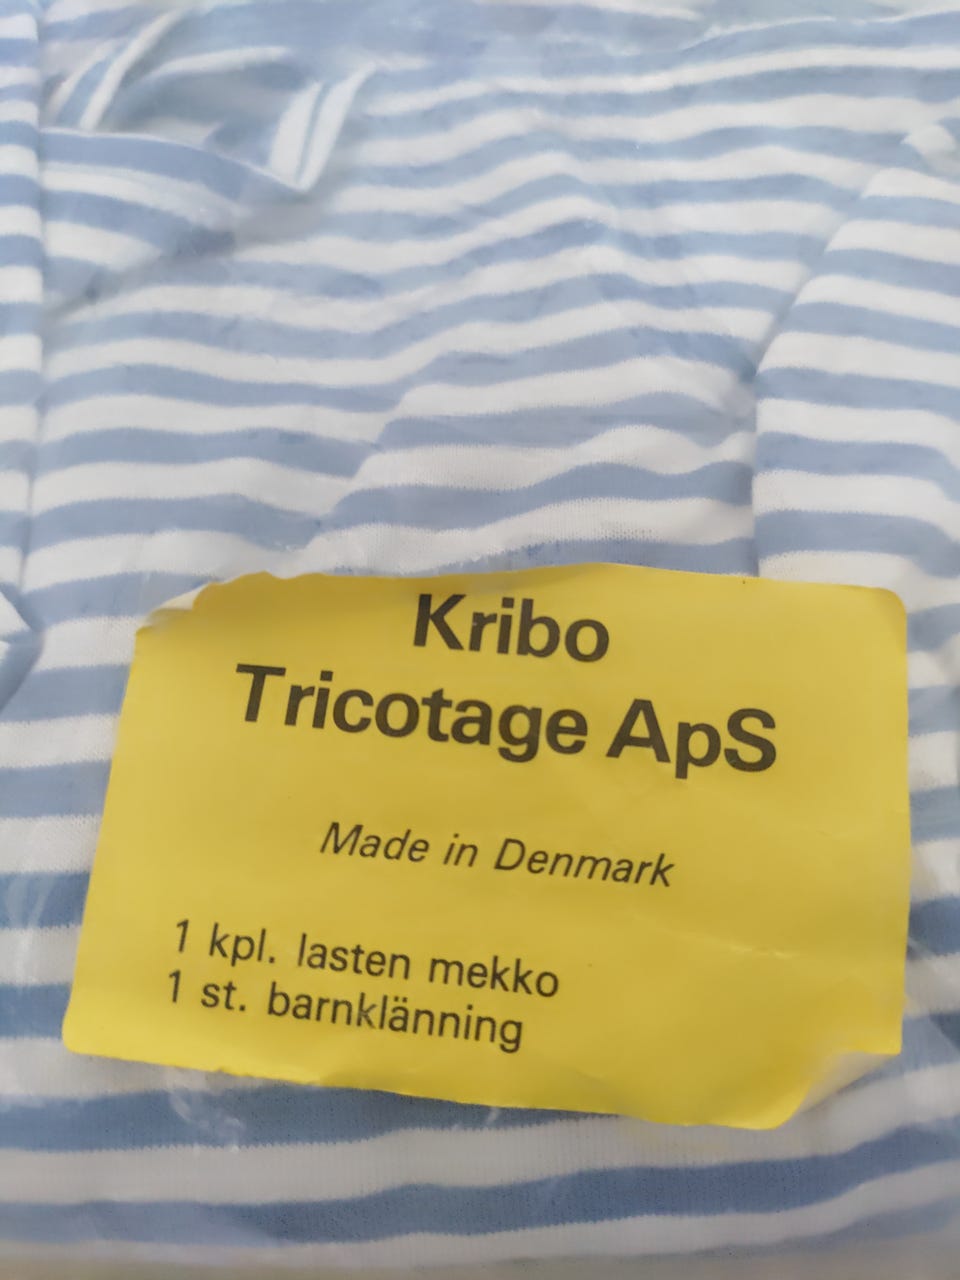 Kribo
Tricotage ApS
Made in Denmark
1 kpl. lasten mekko
1 st. barnklänning